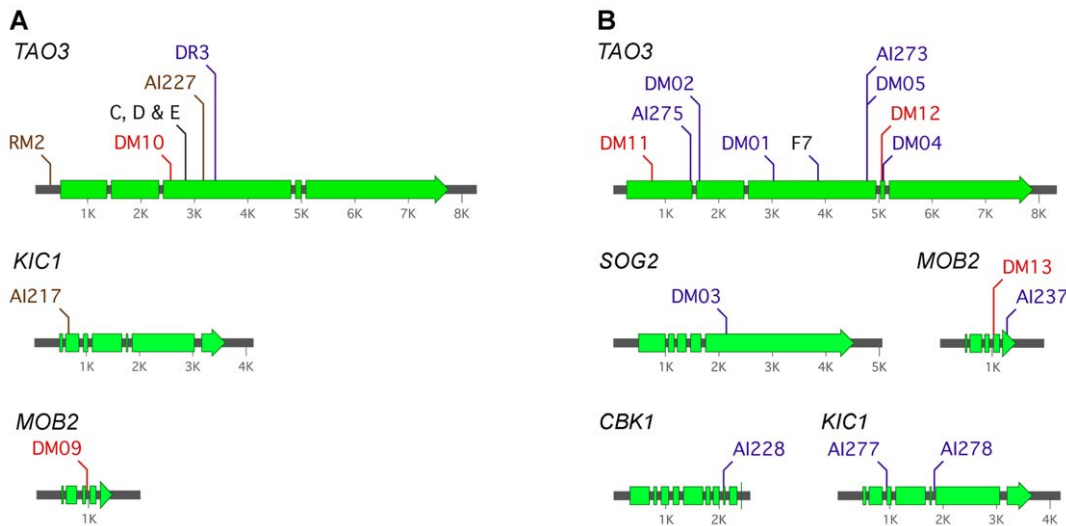 A
TAO3
DR3
AI227
C, D & E
RM2
DM10
1K 2K 3K 4K 5K 6K 7K 8K
KIC1
AI217
1K 2K 3K 4K
MOB2
DM09
1K
B
TAO3
AI273
DM02
DM05
AI275
DM12
DM11
DM01
F7
DM04
1K 2K 3K 4K 5K 6K 7K 8K
SOG2
DM03
1K 2K 3K 4K 5K
MOB2
DM13
AI237
1K
CBK1
AI228
1K 2K
KIC1
AI277
AI278
1K 2K 3K 4K